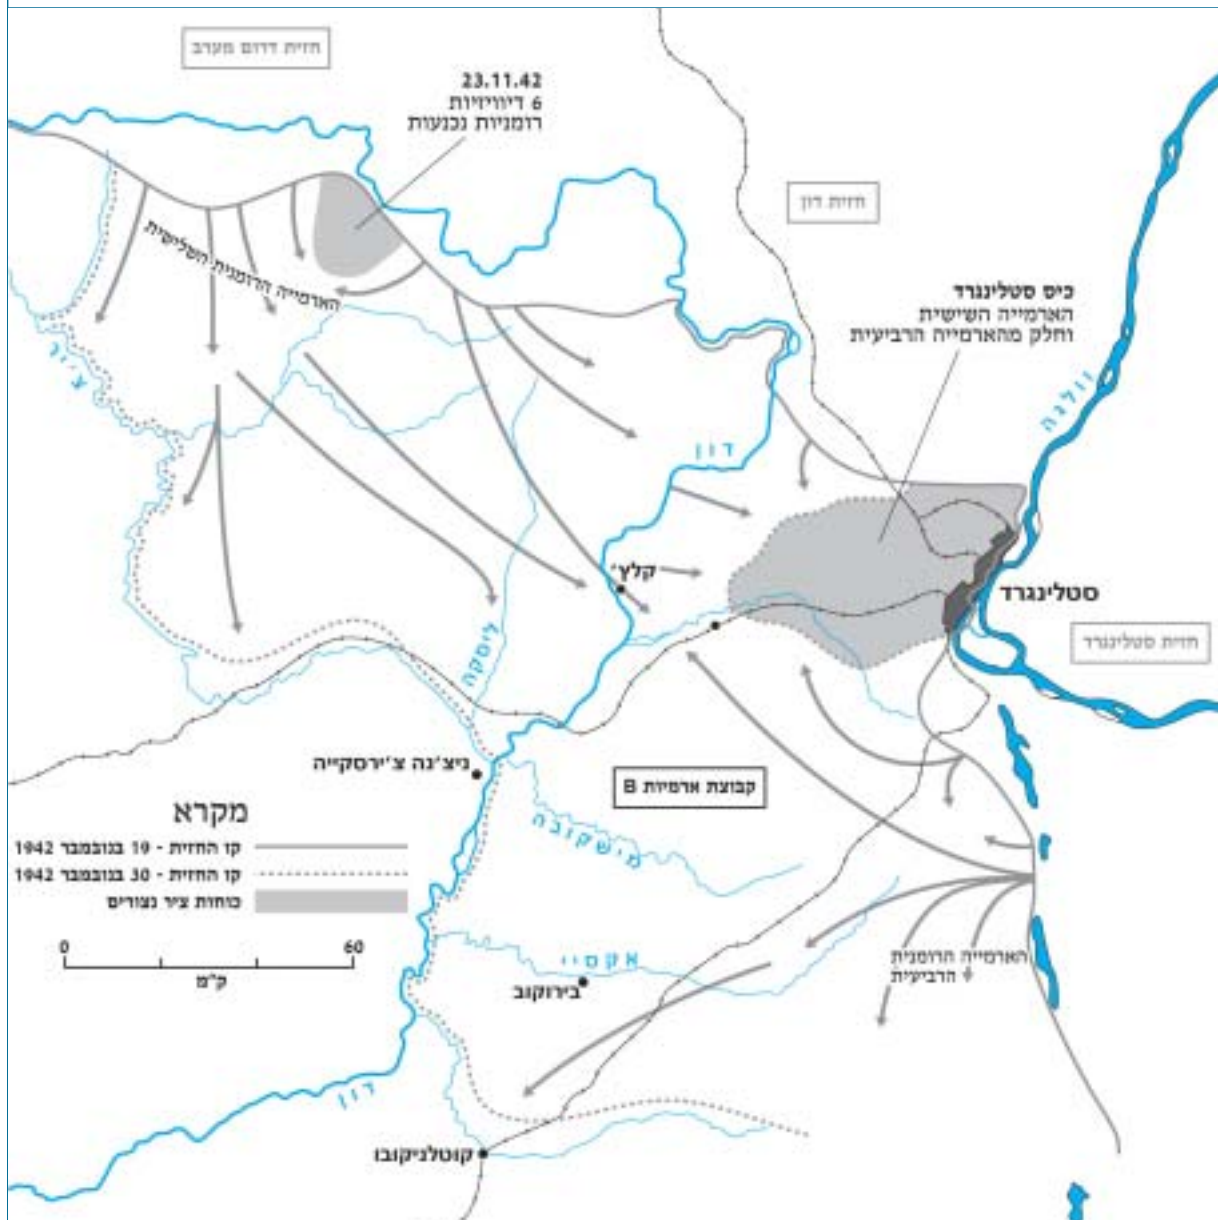 חזית דרום מערב
23.11.42
6 דיוויזיות
רומניות נכנעות
חזית דון
הארמייה הרומנית השלישית
כיס סטלינגרד
הארמייה השישית
וחלק מהארמייה הרביעית
צ'יר
וולגה
דון
קלץ'
סטלינגרד
חזית סטלינגרד
ליסקה
ניצ'נה צ'ירסקייה
קבוצת ארמיות B
מישקובה
מקרא
קו החזית - 19 בנובמבר 1942
קו החזית - 30 בנובמבר 1942
כוחות ציר נצורים
0 60
ק"מ
הארמייה הרומנית
הרביעית
אקסיי
בירוקוב
דון
קוטלניקובו